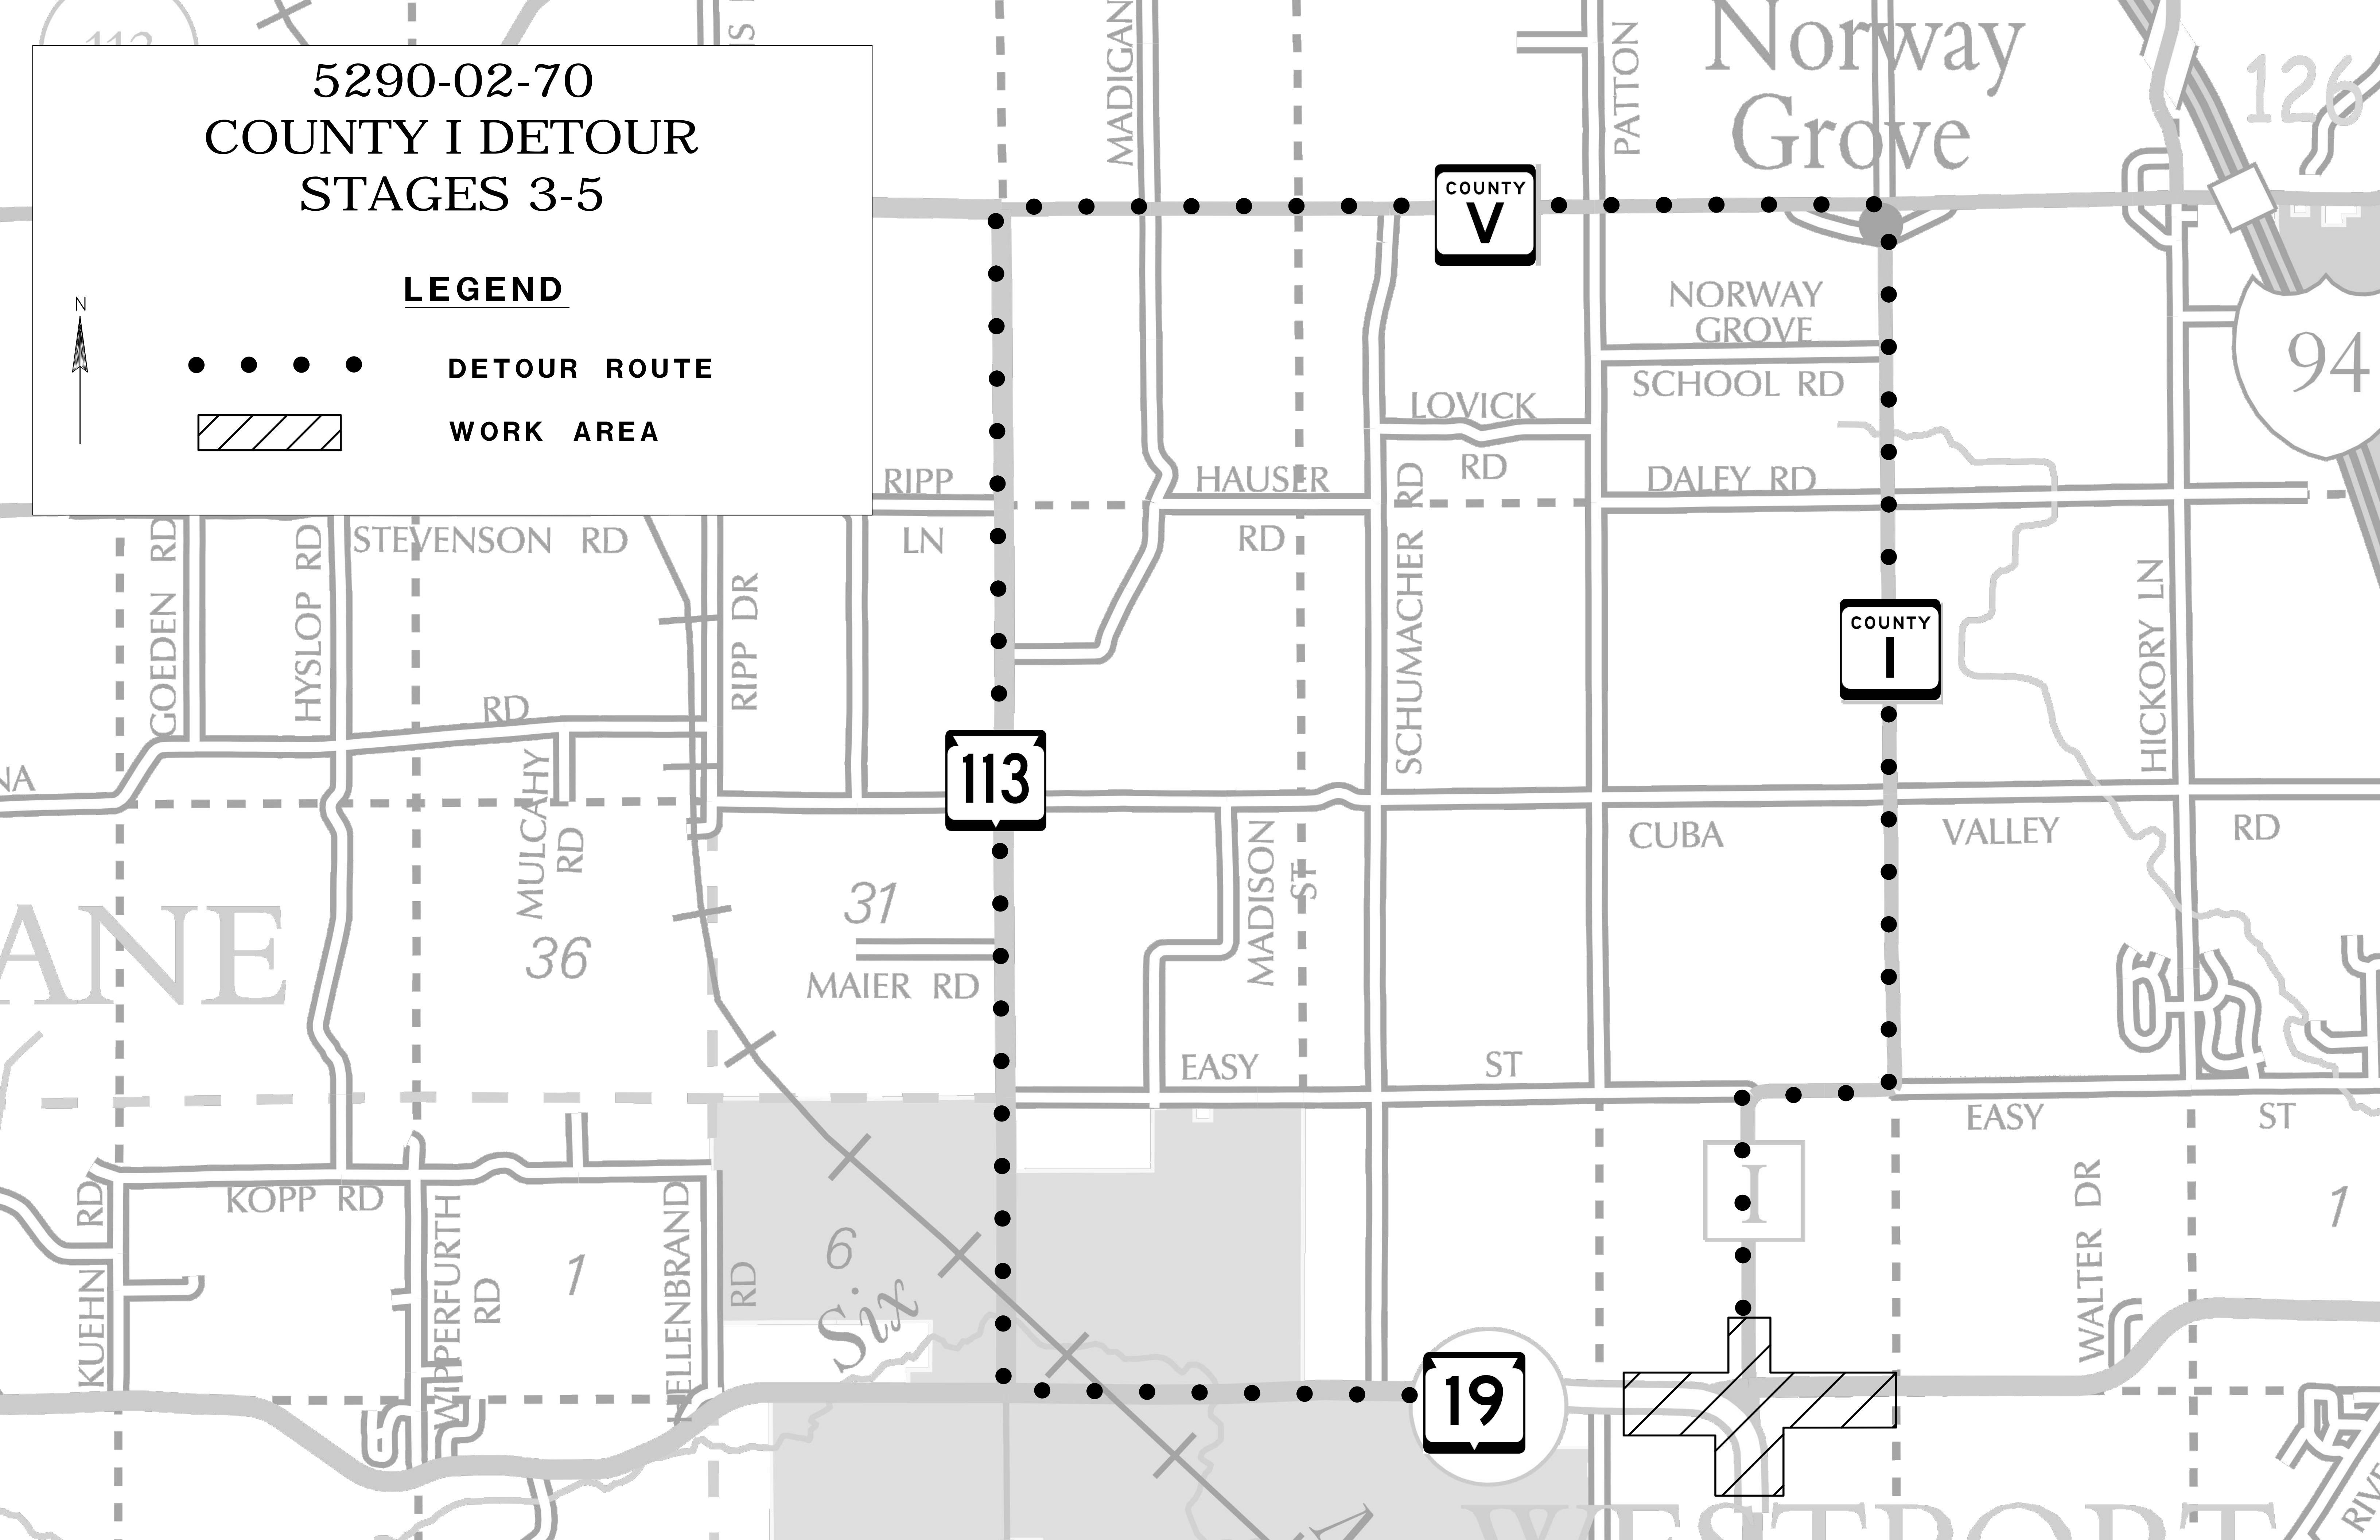 5290-02-70
COUNTY I DETOUR
STAGES 3-5
LEGEND
N
DETOUR ROUTE
WORK AREA
MADIGAN
PATTON
Norway
Grove
126
COUNTY
V
NORWAY
GROVE
SCHOOL RD
94
LOVICK
RD
RIPP
LN
HAUSER
RD
DALEY RD
STEVENSON RD
GOEDEN RD
HYSLOP RD
RIPP DR
SCHUMACHER RD
HICKORY LN
COUNTY
I
RD
MULCAHY
RD
113
CUBA VALLEY RD
MADISON
ST
31
36
MAIER RD
ANE
EASY ST
EASY ST
KOPP RD
KUEHN RD
WIPPERFURTH
RD
1
ELLENBRAND
RD
6
Six
I
WALTER DR
1
19
WESTPORT